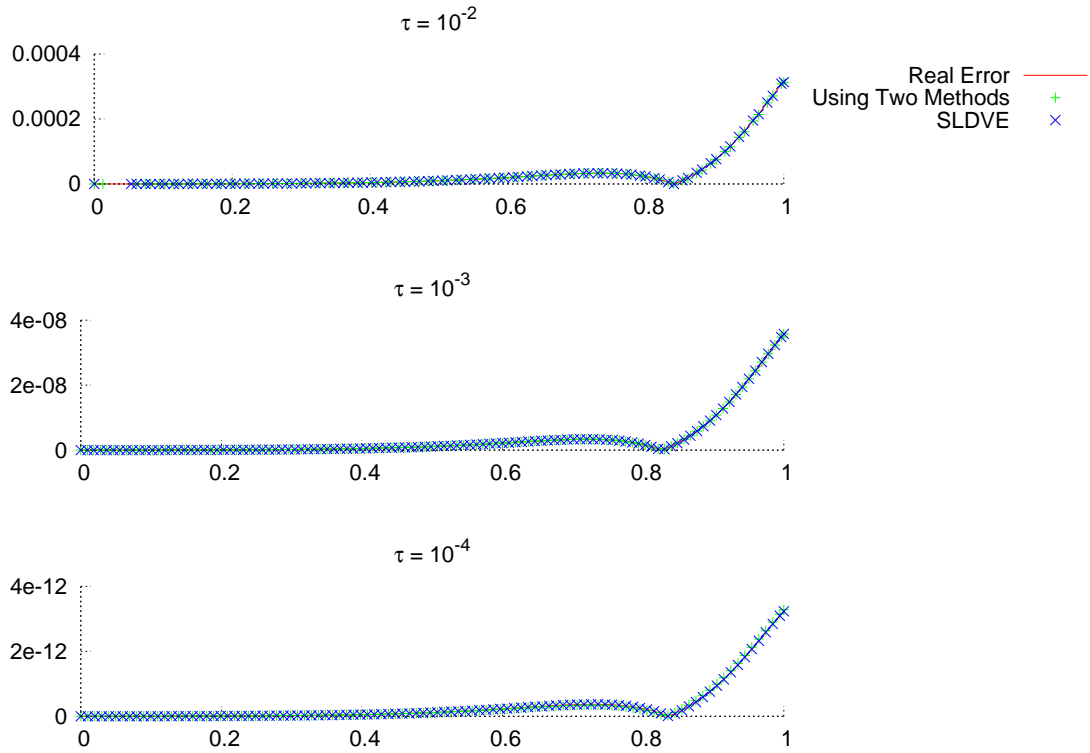 τ = 10⁻²
0.0004
0.0002
0
0 0.2 0.4 0.6 0.8 1
Real Error
Using Two Methods
SLDVE
τ = 10⁻³
4e-08
2e-08
0
0 0.2 0.4 0.6 0.8 1
τ = 10⁻⁴
4e-12
2e-12
0
0 0.2 0.4 0.6 0.8 1